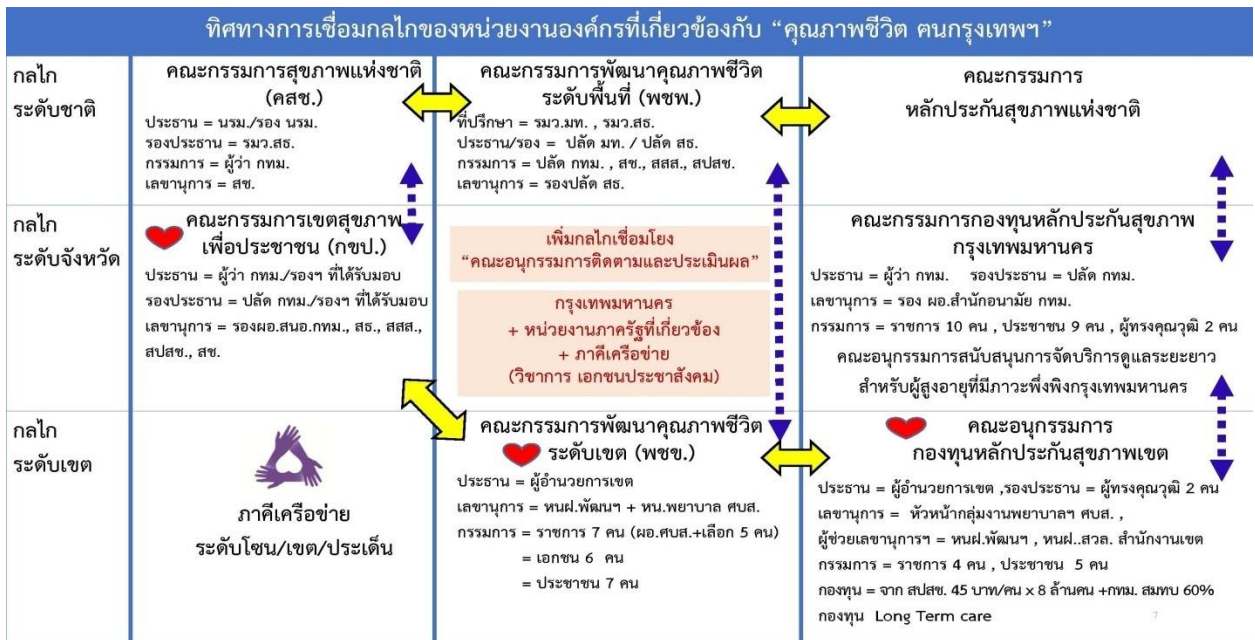 ทิศทางการเชื่อมกลไกของหน่วยงานองค์กรที่เกี่ยวข้องกับ “คุณภาพชีวิต คนกรุงเทพฯ”
กลไก
ระดับชาติ
คณะกรรมการสุขภาพแห่งชาติ
(คสช.)
ประธาน = นรม./รอง นรม.
รองประธาน = รมว.สธ.
กรรมการ = ผู้ว่า กทม.
เลขานุการ = สช.
คณะกรรมการพัฒนาคุณภาพชีวิต
ระดับพื้นที่ (พชพ.)
ที่ปรึกษา = รมว.มท. , รมว.สธ.
ประธาน/รอง = ปลัด มท. / ปลัด สธ.
กรรมการ = ปลัด กทม. , สช., สสส., สปสช.
เลขานุการ = รองปลัด สธ.
คณะกรรมการ
หลักประกันสุขภาพแห่งชาติ
กลไก
ระดับจังหวัด
คณะกรรมการเขตสุขภาพ
เพื่อประชาชน (กขป.)
ประธาน = ผู้ว่า กทม./รองฯ ที่ได้รับมอบ
รองประธาน = ปลัด กทม./รองฯ ที่ได้รับมอบ
เลขานุการ = รองผอ.สนอ.กทม., สธ., สสส.,
สปสช., สช.
เพิ่มกลไกเชื่อมโยง
“คณะอนุกรรมการติดตามและประเมินผล”
กรุงเทพมหานคร
+ หน่วยงานภาครัฐที่เกี่ยวข้อง
+ ภาคีเครือข่าย
(วิชาการ เอกชนประชาสังคม)
คณะกรรมการกองทุนหลักประกันสุขภาพ
กรุงเทพมหานคร
ประธาน = ผู้ว่า กทม. รองประธาน = ปลัด กทม.
เลขานุการ = รอง ผอ.สำนักอนามัย กทม.
กรรมการ = ราชการ 10 คน , ประชาชน 9 คน , ผู้ทรงคุณวุฒิ 2 คน
คณะอนุกรรมการสนับสนุนการจัดบริการดูแลระยะยาว
สำหรับผู้สูงอายุที่มีภาวะพึ่งพิงกรุงเทพมหานคร
กลไก
ระดับเขต
ภาคีเครือข่าย
ระดับโซน/เขต/ประเด็น
คณะกรรมการพัฒนาคุณภาพชีวิต
ระดับเขต (พชข.)
ประธาน = ผู้อำนวยการเขต
เลขานุการ = หนฝ.พัฒนฯ + หน.พยาบาล ศบส.
กรรมการ = ราชการ 7 คน (ผอ.ศบส.+เลือก 5 คน)
= เอกชน 6 คน
= ประชาชน 7 คน
คณะอนุกรรมการ
กองทุนหลักประกันสุขภาพเขต
ประธาน = ผู้อำนวยการเขต ,รองประธาน = ผู้ทรงคุณวุฒิ 2 คน
เลขานุการ = หัวหน้ากลุ่มงานพยาบาลฯ ศบส. ,
ผู้ช่วยเลขานุการฯ = หนฝ.พัฒนฯ , หนฝ..สวล. สำนักงานเขต
กรรมการ = ราชการ 4 คน , ประชาชน 5 คน
กองทุน = จาก สปสช. 45 บาท/คน x 8 ล้านคน +กทม. สมทบ 60%
กองทุน Long Term care
7